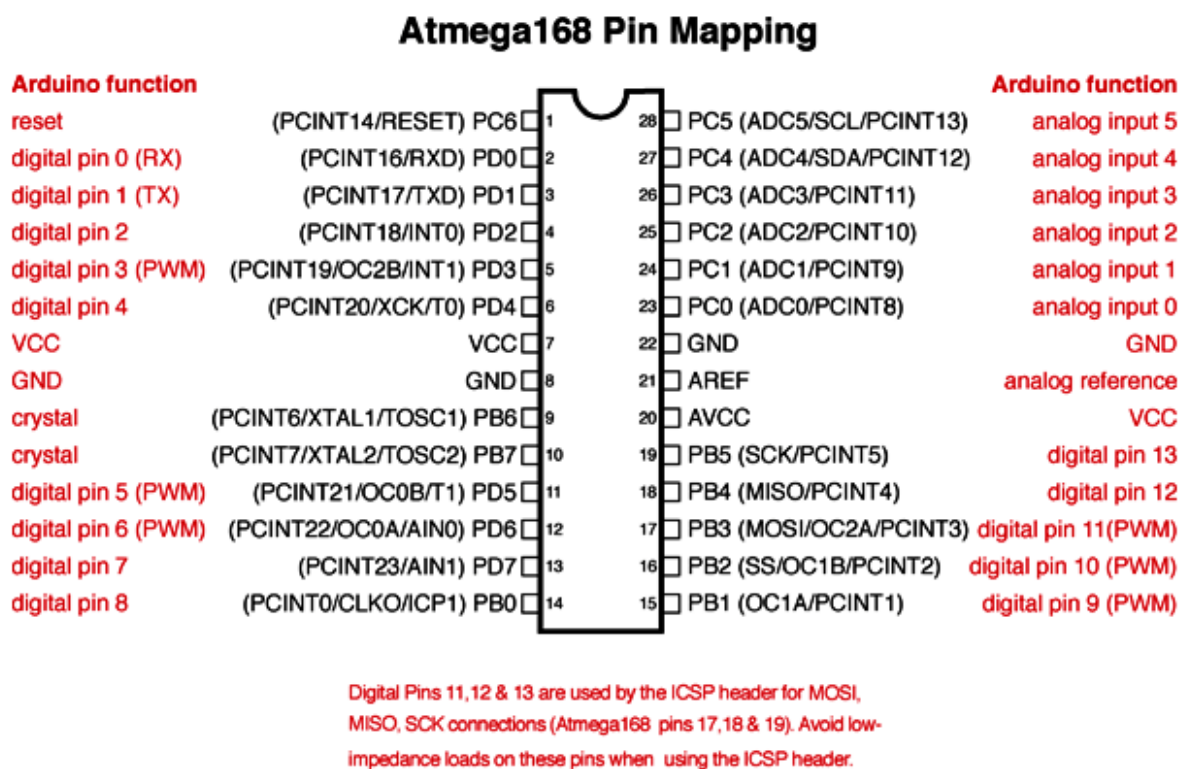 Atmega168 Pin Mapping
Arduino function Arduino function
reset (PCINT14/RESET) PC6 1 28 PC5 (ADC5/SCL/PCINT13) analog input 5
digital pin 0 (RX) (PCINT16/RXD) PD0 2 27 PC4 (ADC4/SDA/PCINT12) analog input 4
digital pin 1 (TX) (PCINT17/TXD) PD1 3 26 PC3 (ADC3/PCINT11) analog input 3
digital pin 2 (PCINT18/INT0) PD2 4 25 PC2 (ADC2/PCINT10) analog input 2
digital pin 3 (PWM) (PCINT19/OC2B/INT1) PD3 5 24 PC1 (ADC1/PCINT9) analog input 1
digital pin 4 (PCINT20/XCK/T0) PD4 6 23 PC0 (ADC0/PCINT8) analog input 0
VCC VCC 7 22 GND GND
GND GND 8 21 AREF analog reference
crystal (PCINT6/XTAL1/TOSC1) PB6 9 20 AVCC VCC
crystal (PCINT7/XTAL2/TOSC2) PB7 10 19 PB5 (SCK/PCINT5) digital pin 13
digital pin 5 (PWM) (PCINT21/OC0B/T1) PD5 11 18 PB4 (MISO/PCINT4) digital pin 12
digital pin 6 (PWM) (PCINT22/OC0A/AIN0) PD6 12 17 PB3 (MOSI/OC2A/PCINT3) digital pin 11(PWM)
digital pin 7 (PCINT23/AIN1) PD7 13 16 PB2 (SS/OC1B/PCINT2) digital pin 10 (PWM)
digital pin 8 (PCINT0/CLKO/ICP1) PB0 14 15 PB1 (OC1A/PCINT1) digital pin 9 (PWM)
Digital Pins 11,12 & 13 are used by the ICSP header for MOSI,
MISO, SCK connections (Atmega168 pins 17,18 & 19). Avoid low-
impedance loads on these pins when using the ICSP header.